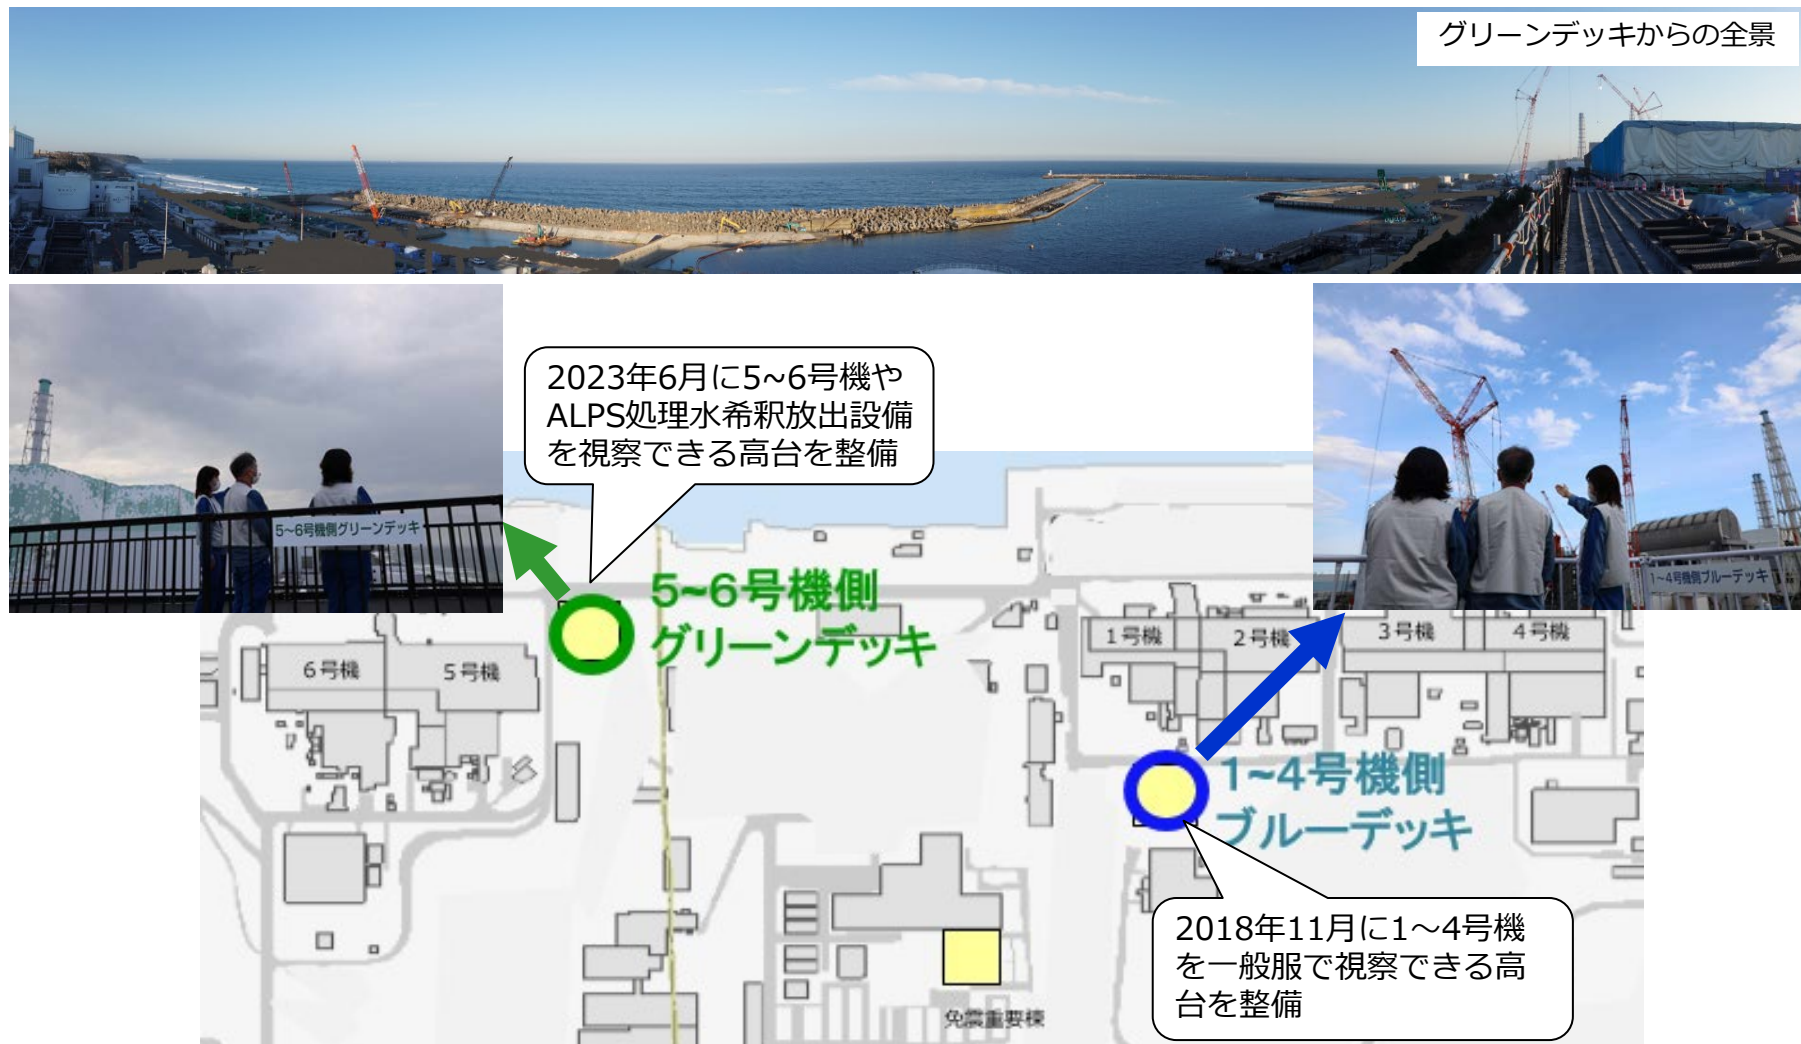 グリーンデッキからの全景
2023年6月に5~6号機や
ALPS処理水希釈放出設備
を視察できる高台を整備
5~6号機側グリーンデッキ
1~4号機側ブルーデッキ
5~6号機側
グリーンデッキ
6号機
5号機
1号機
2号機
3号機
4号機
1~4号機側
ブルーデッキ
2018年11月に1～4号機
を一般服で視察できる高
台を整備
免震重要棟